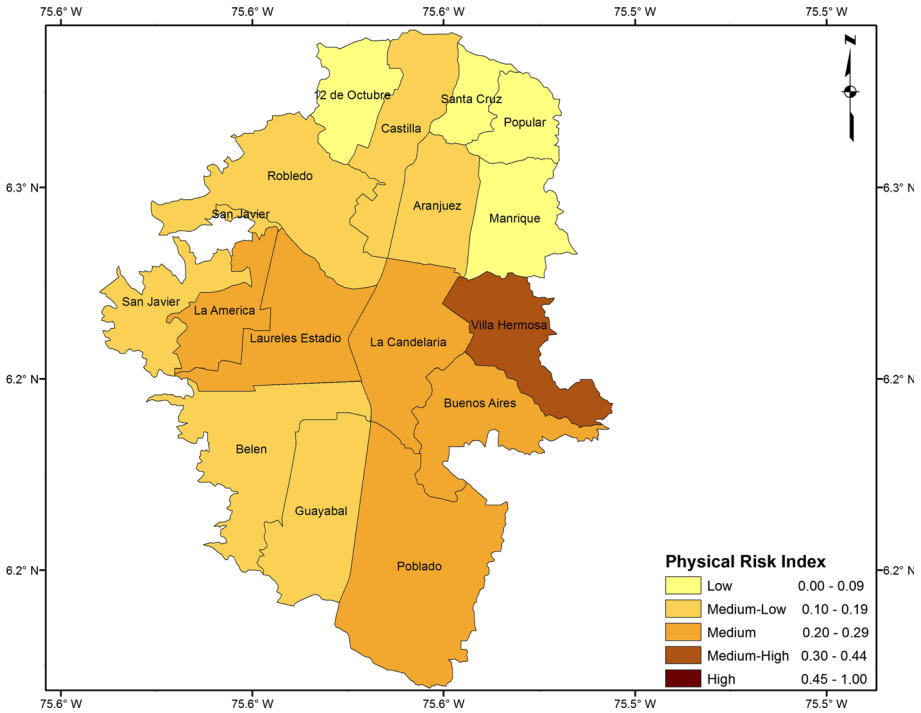 75.6° W 75.6° W 75.6° W 75.5° W 75.5° W
N
12 de Octubre
Santa Cruz
Popular
Castilla
6.3° N 6.3° N
Robledo
Aranjuez
San Javier
Manrique
San Javier
La America
Villa Hermosa
Laureles Estadio
La Candelaria
6.2° N 6.2° N
Buenos Aires
Belen
Guayabal
Poblado
6.2° N 6.2° N
Physical Risk Index
Low 0.00 - 0.09
Medium-Low 0.10 - 0.19
Medium 0.20 - 0.29
Medium-High 0.30 - 0.44
High 0.45 - 1.00
75.6° W 75.6° W 75.6° W 75.5° W 75.5° W